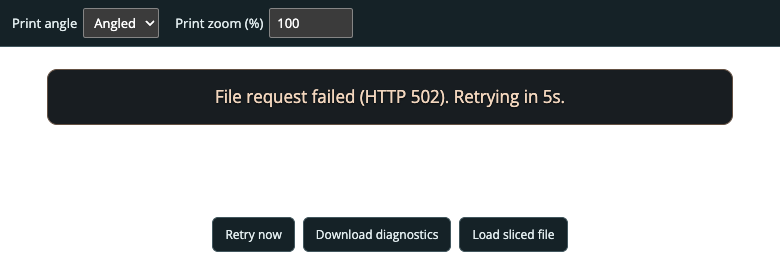 Print angle Angled Print zoom (%) 100
File request failed (HTTP 502). Retrying in 5s.
Retry now Download diagnostics Load sliced file